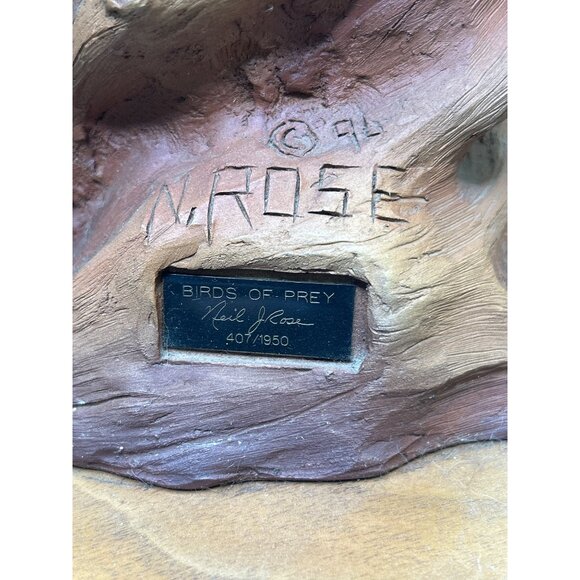 © '96
N. ROSE
BIRDS OF PREY
Neil J Rose
407/1950